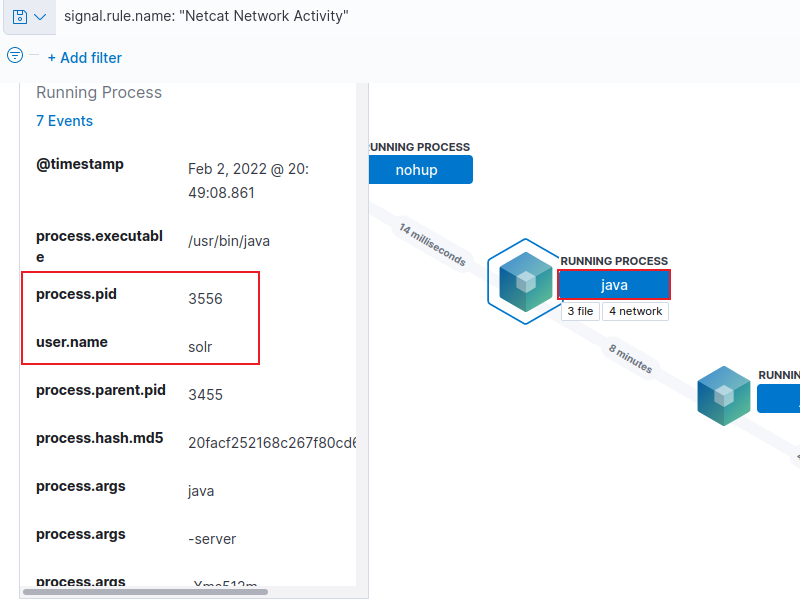 signal.rule.name: "Netcat Network Activity"
+ Add filter
Running Process
7 Events
@timestamp
Feb 2, 2022 @ 20:
49:08.861
process.executabl
e
/usr/bin/java
process.pid
3556
user.name
solr
process.parent.pid
3455
process.hash.md5
20facf252168c267f80cd6
process.args
java
process.args
-server
process.args
-Xms512m
RUNNING PROCESS
nohup
14 milliseconds
RUNNING PROCESS
java
3 file
4 network
8 minutes
RUNNIN